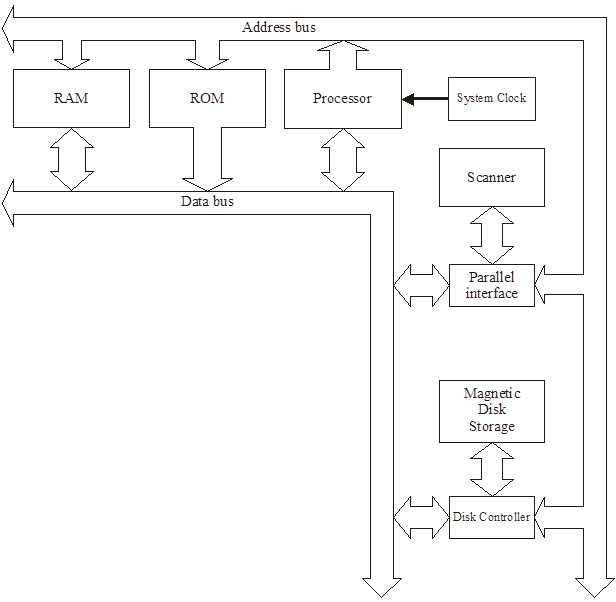 Address bus
RAM
ROM
Processor
System Clock
Scanner
Data bus
Parallel
interface
Magnetic
Disk
Storage
Disk Controller